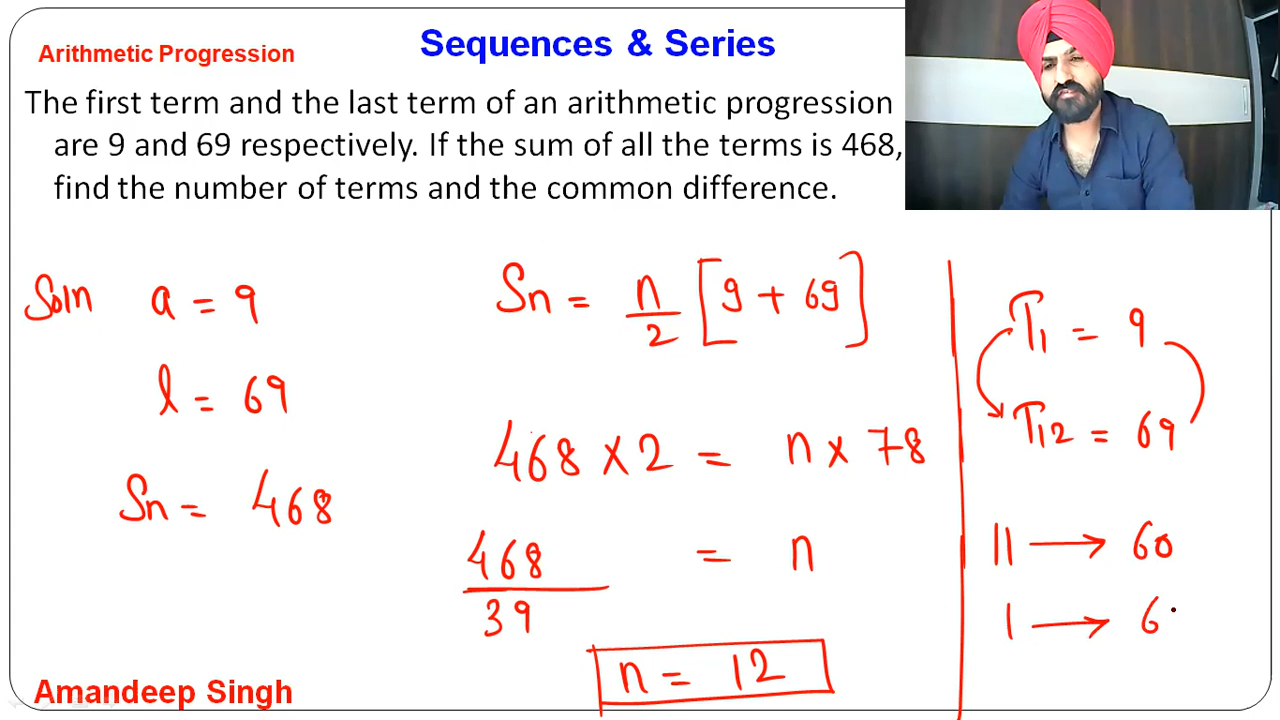 Sequences & Series
Arithmetic Progression
The first term and the last term of an arithmetic progression
are 9 and 69 respectively. If the sum of all the terms is 468,
find the number of terms and the common difference.
Soln a = 9
l = 69
Sn = 468
Sn = n/2 [9 + 69]
468 × 2 = n × 78
468/39 = n
n = 12
T1 = 9
T12 = 69
11 → 60
1 → 6
Amandeep Singh